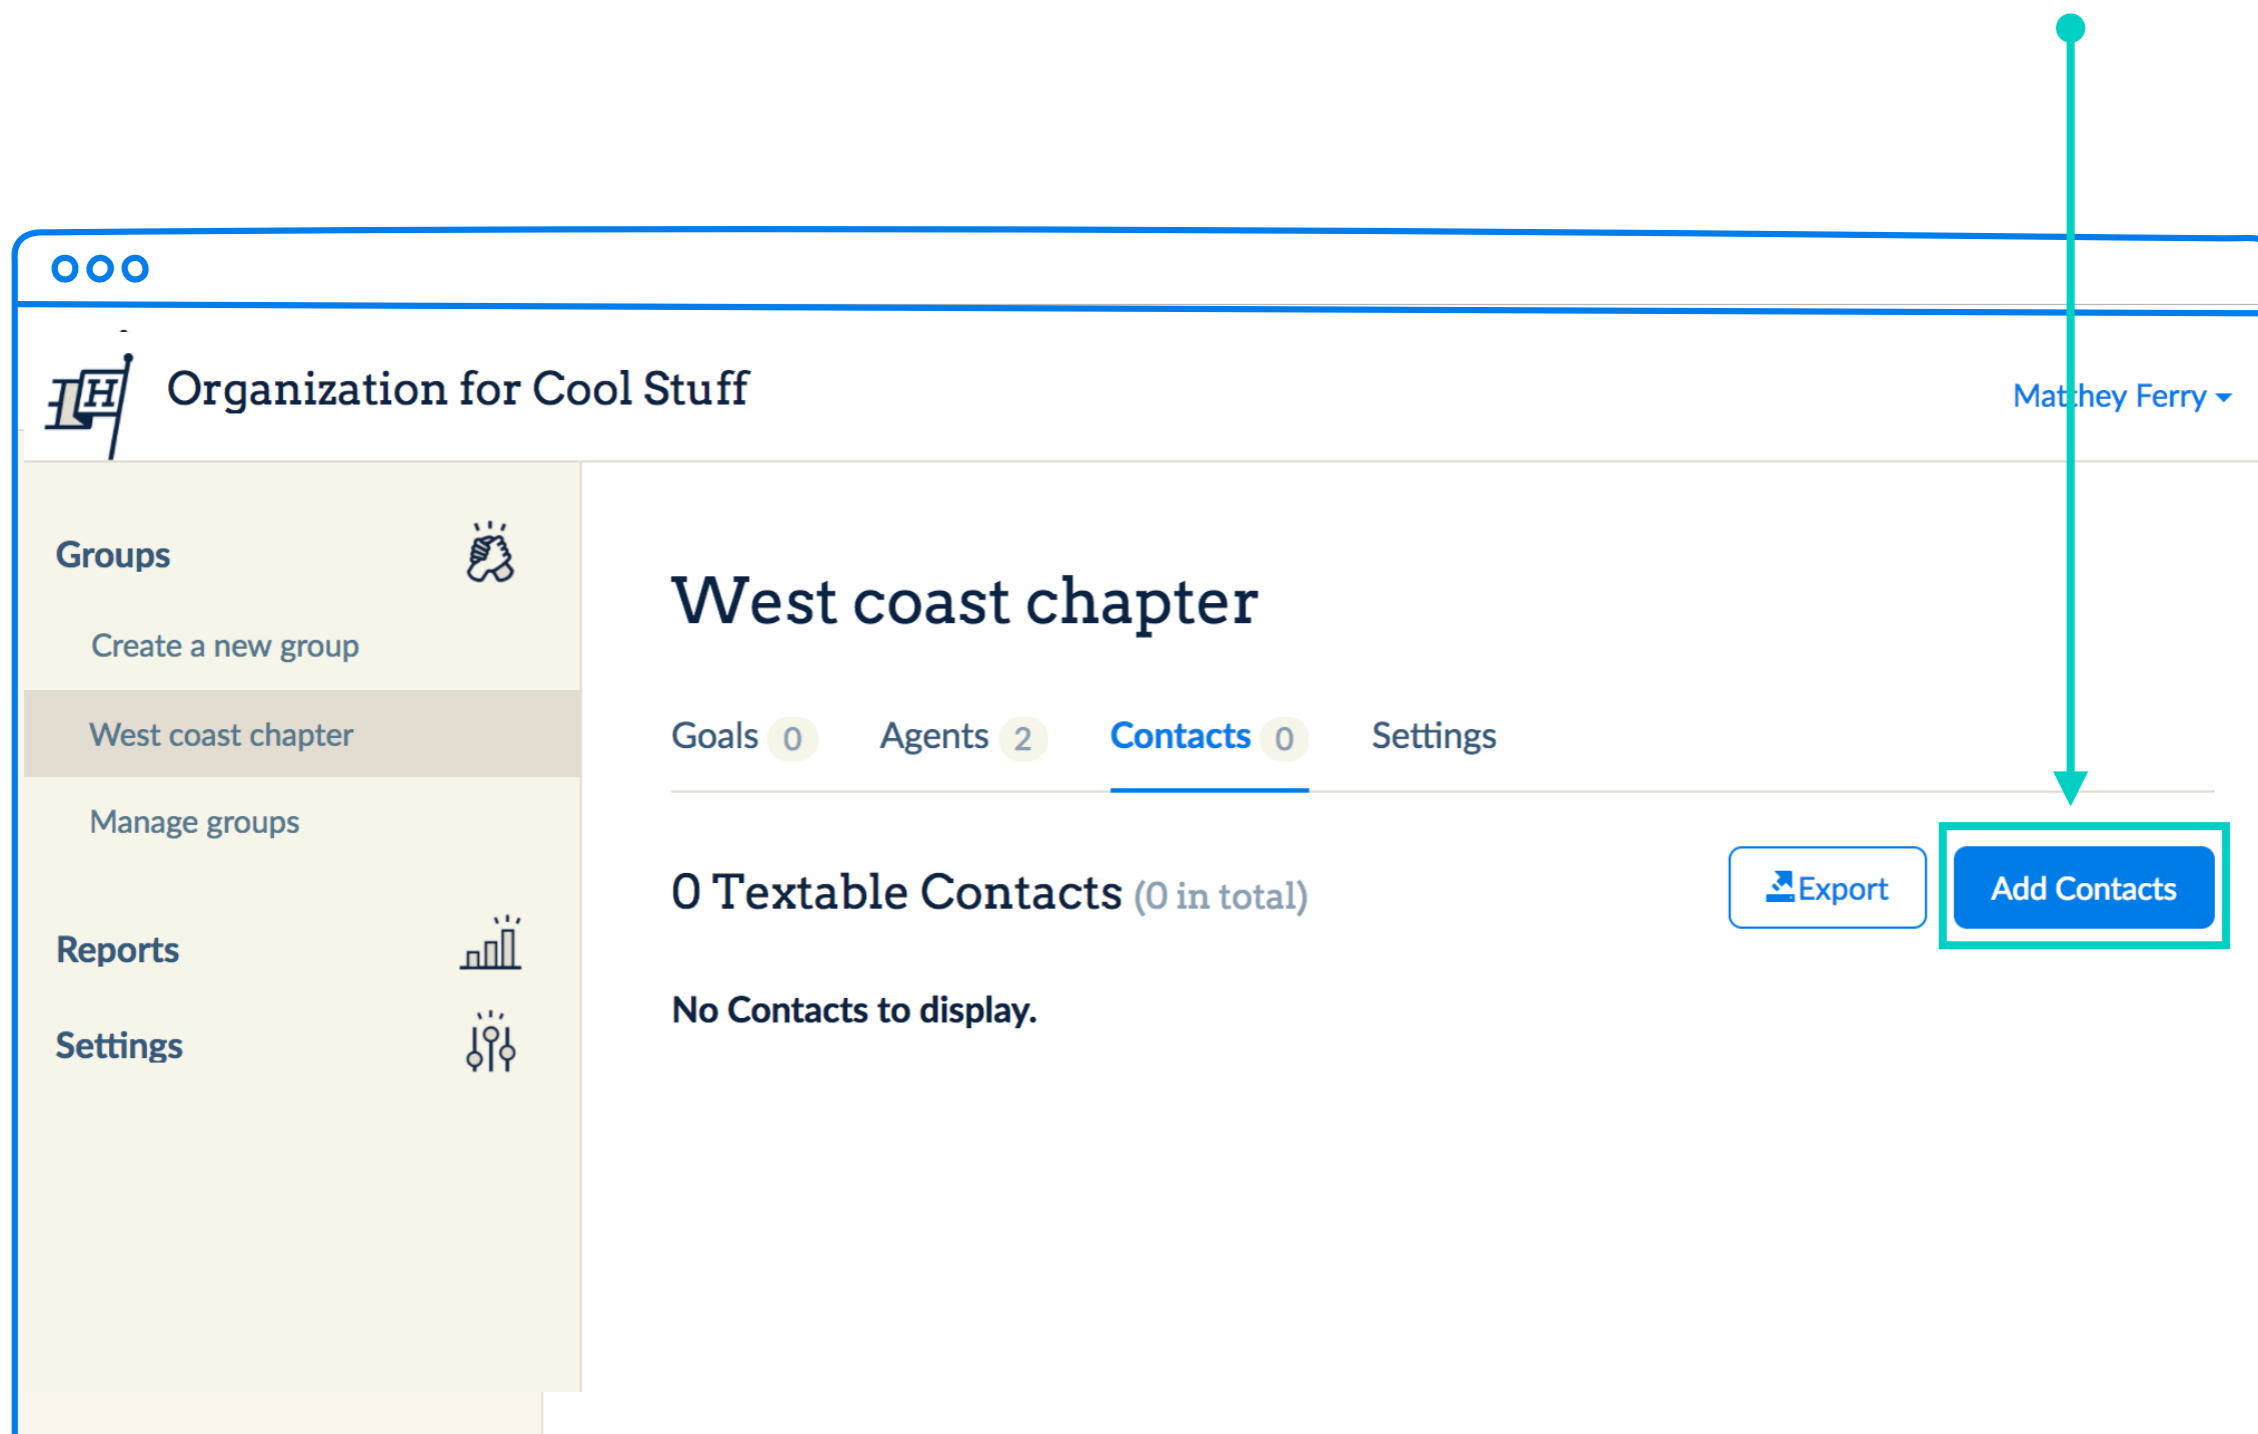 H
Organization for Cool Stuff
Matthey Ferry
Groups
Create a new group
West coast chapter
Manage groups
Reports
Settings
West coast chapter
Goals 0 Agents 2 Contacts 0 Settings
0 Textable Contacts (0 in total)
Export
Add Contacts
No Contacts to display.